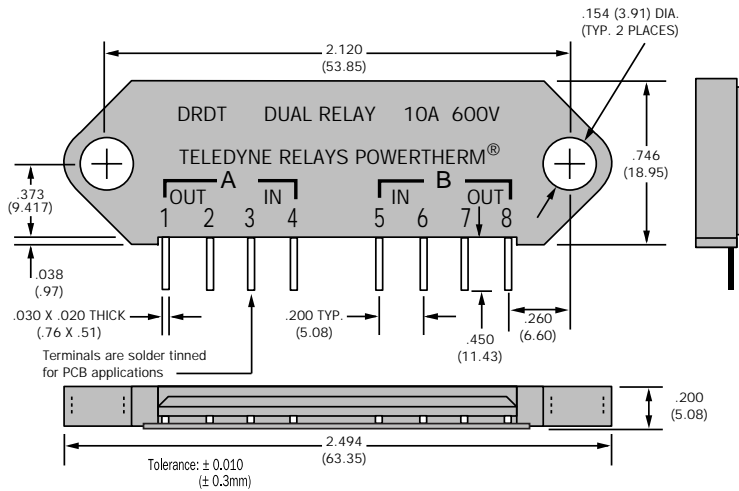 .154 (3.91) DIA.
(TYP. 2 PLACES)
2.120
(53.85)
DRDT DUAL RELAY 10A 600V
TELEDYNE RELAYS POWERTHERM®
.746
(18.95)
.373
(9.417)
A B
OUT IN IN OUT
1 2 3 4 5 6 7 8
.038
(.97)
.030 X .020 THICK
(.76 X .51)
.200 TYP.
(5.08)
.450
(11.43)
.260
(6.60)
Terminals are solder tinned
for PCB applications
.200
(5.08)
2.494
(63.35)
Tolerance: ± 0.010
(± 0.3mm)